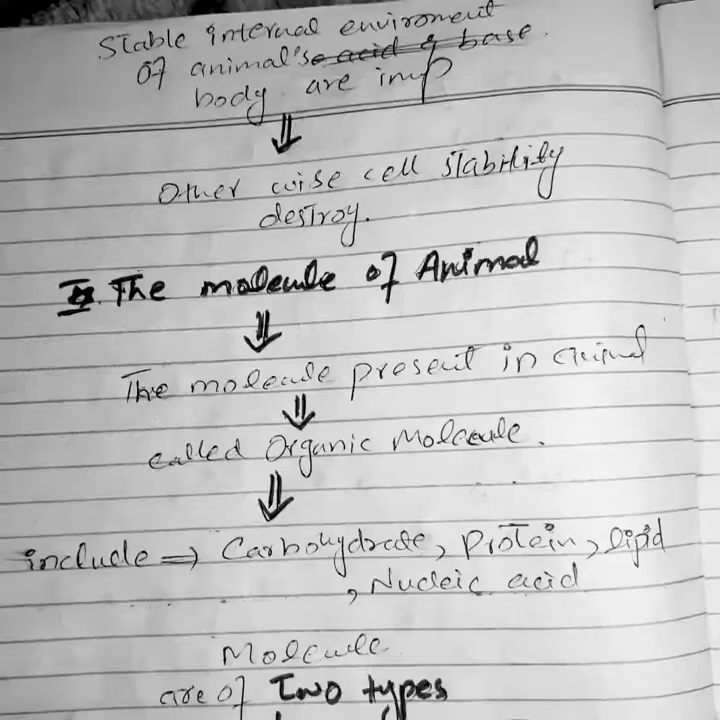 Stable internal enviroment
of animal's acid & base
body are imp
⇓
Other wise cell stability
destroy.
The molecule of Animal
⇓
The molecule present in animal
⇓
called Organic Molecule.
⇓
include ⇒ Carbohydrate, Protein, lipid
, Nucleic acid
Molecule
are of Two types